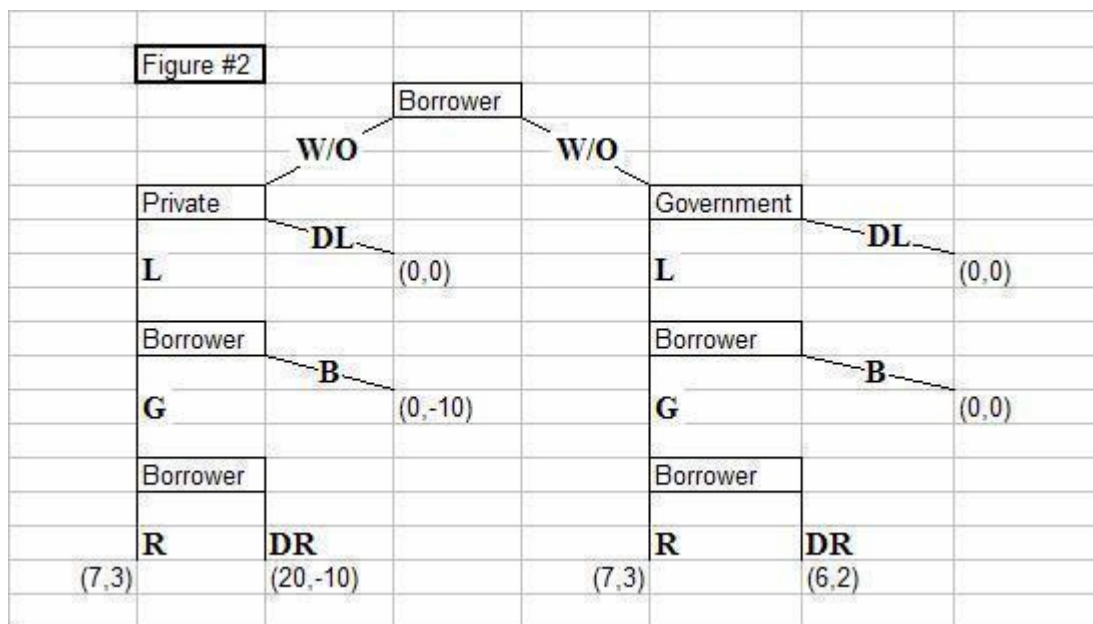 Figure #2
Borrower
W/O W/O
Private Government
DL DL
L (0,0) L (0,0)
Borrower Borrower
B B
G (0,-10) G (0,0)
Borrower Borrower
R DR R DR
(7,3) (20,-10) (7,3) (6,2)